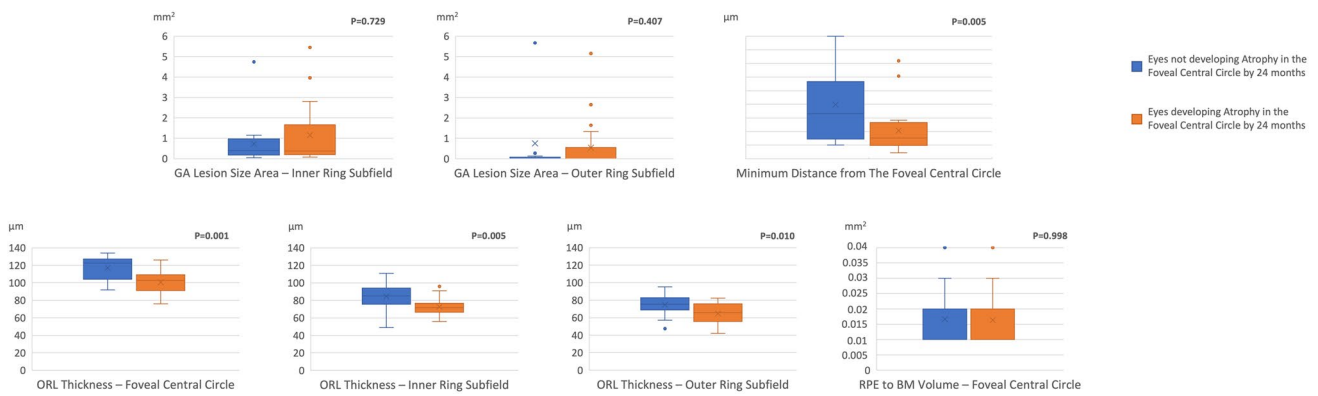 mm2 P=0.729
6
5
4
3
2
1
0
GA Lesion Size Area – Inner Ring Subfield
mm2 P=0.407
6
5
4
3
2
1
0
GA Lesion Size Area – Outer Ring Subfield
μm P=0.005
Minimum Distance from The Foveal Central Circle
Eyes not developing Atrophy in the
Foveal Central Circle by 24 months
Eyes developing Atrophy in the
Foveal Central Circle by 24 months
μm P=0.001
140
120
100
80
60
40
20
0
ORL Thickness – Foveal Central Circle
μm P=0.005
140
120
100
80
60
40
20
0
ORL Thickness – Inner Ring Subfield
μm P=0.010
140
120
100
80
60
40
20
0
ORL Thickness – Outer Ring Subfield
mm2 P=0.998
0.04
0.035
0.03
0.025
0.02
0.015
0.01
0.005
0
RPE to BM Volume – Foveal Central Circle